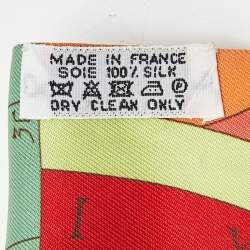 MADE IN FRANCE
SOIE 100% SILK
DRY CLEAN ONLY